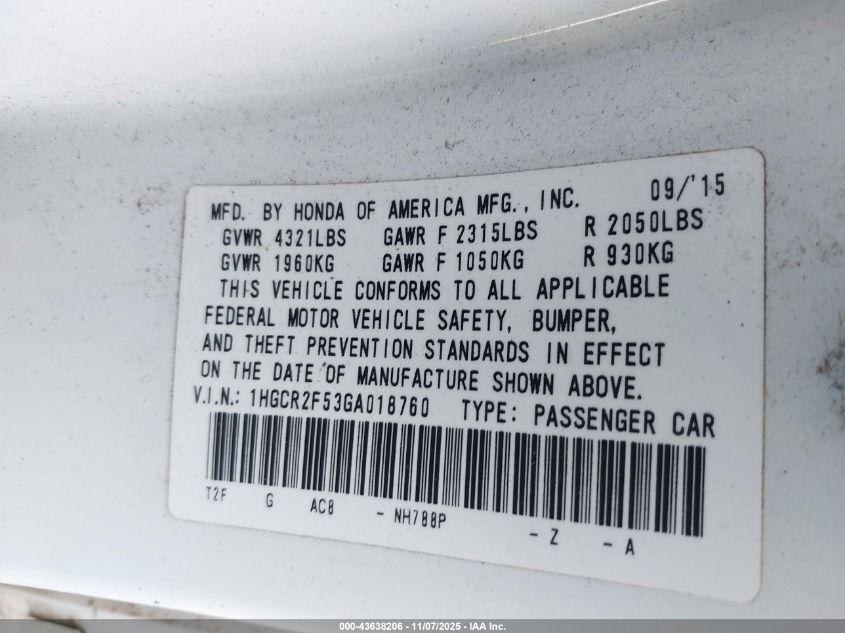 MFD. BY HONDA OF AMERICA MFG., INC. 09/'15
GVWR 4321LBS GAWR F 2315LBS R 2050LBS
GVWR 1960KG GAWR F 1050KG R 930KG
THIS VEHICLE CONFORMS TO ALL APPLICABLE
FEDERAL MOTOR VEHICLE SAFETY, BUMPER,
AND THEFT PREVENTION STANDARDS IN EFFECT
ON THE DATE OF MANUFACTURE SHOWN ABOVE.
V.I.N.: 1HGCR2F53GA018760 TYPE: PASSENGER CAR
T2F G AC8 - NH788P - Z - A
000-43638206 - 11/07/2025 - IAA Inc.